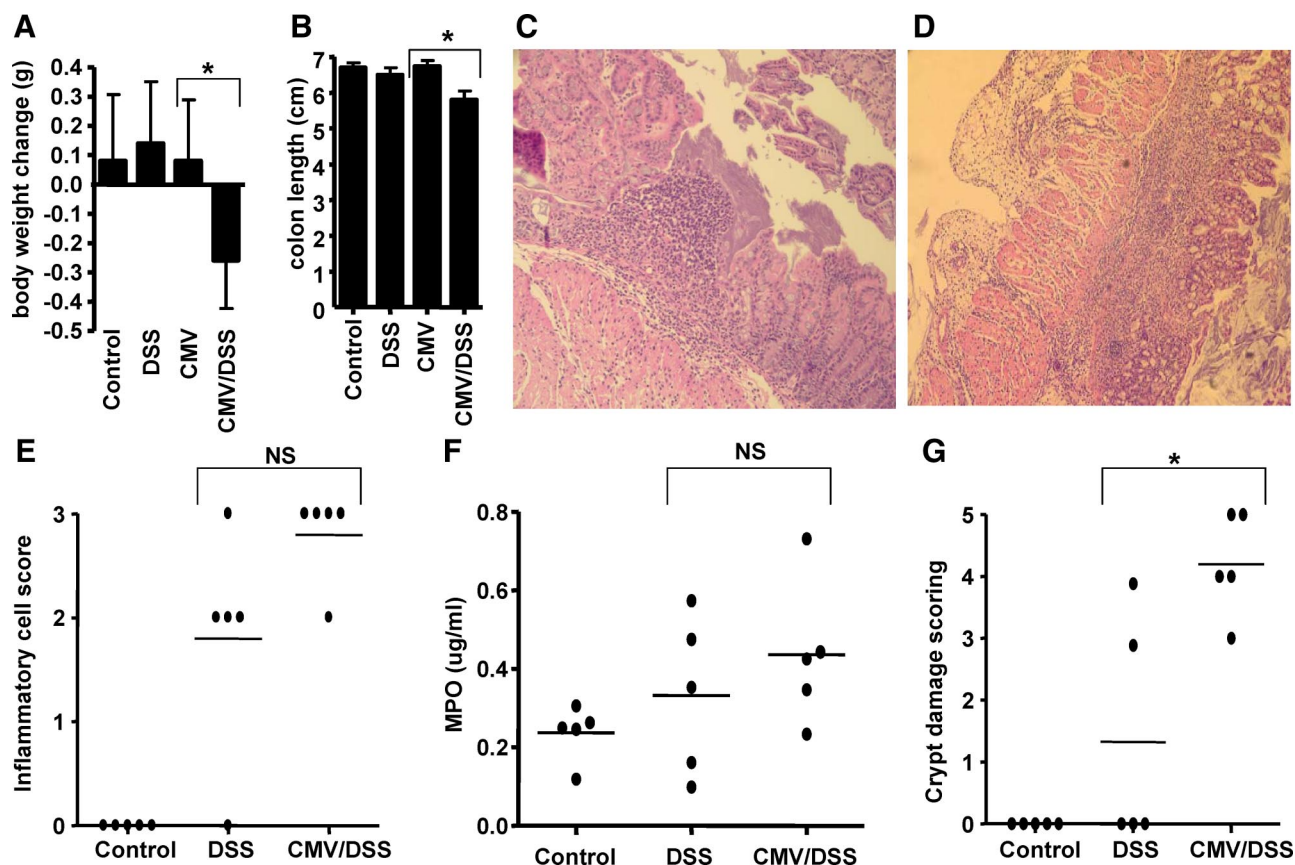 A
body weight change (g)
0.4
0.3
0.2
0.1
0.0
-0.1
-0.2
-0.3
-0.4
-0.5
*
Control
DSS
CMV
CMV/DSS
B
colon length (cm)
7
6
5
4
3
2
1
0
*
Control
DSS
CMV
CMV/DSS
C
D
E
Inflammatory cell score
3
2
1
0
NS
Control
DSS
CMV/DSS
F
MPO (ug/ml)
0.8
0.6
0.4
0.2
0.0
NS
Control
DSS
CMV/DSS
G
Crypt damage scoring
5
4
3
2
1
0
*
Control
DSS
CMV/DSS